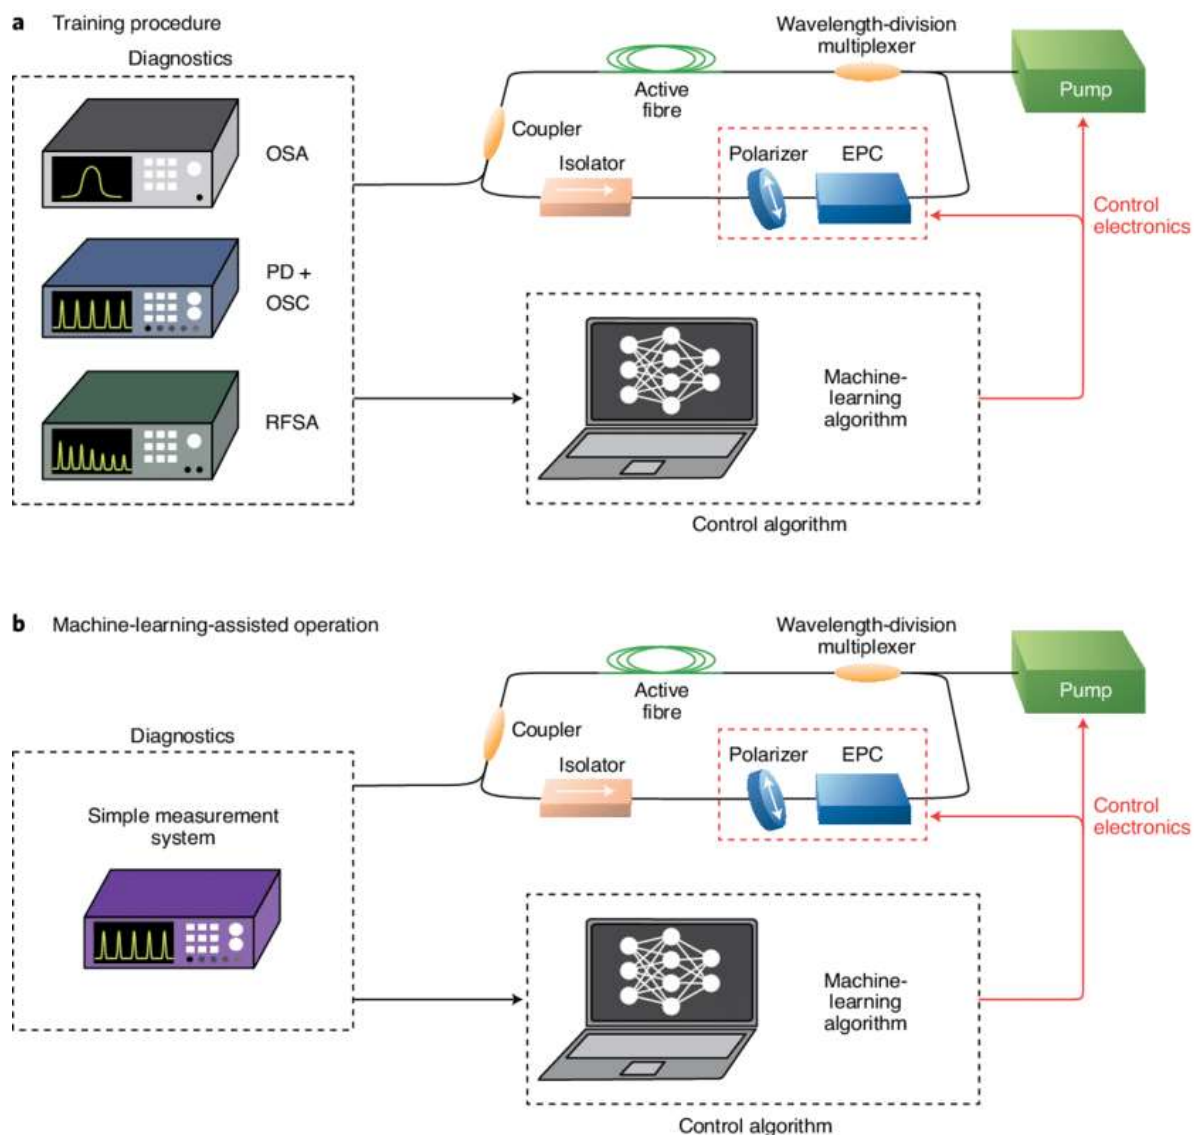 a Training procedure
Diagnostics
OSA
PD +
OSC
RFSA
Wavelength-division
multiplexer
Active
fibre
Pump
Coupler
Isolator
Polarizer
EPC
Control
electronics
Machine-
learning
algorithm
Control algorithm
b Machine-learning-assisted operation
Diagnostics
Simple measurement
system
Wavelength-division
multiplexer
Active
fibre
Pump
Coupler
Isolator
Polarizer
EPC
Control
electronics
Machine-
learning
algorithm
Control algorithm